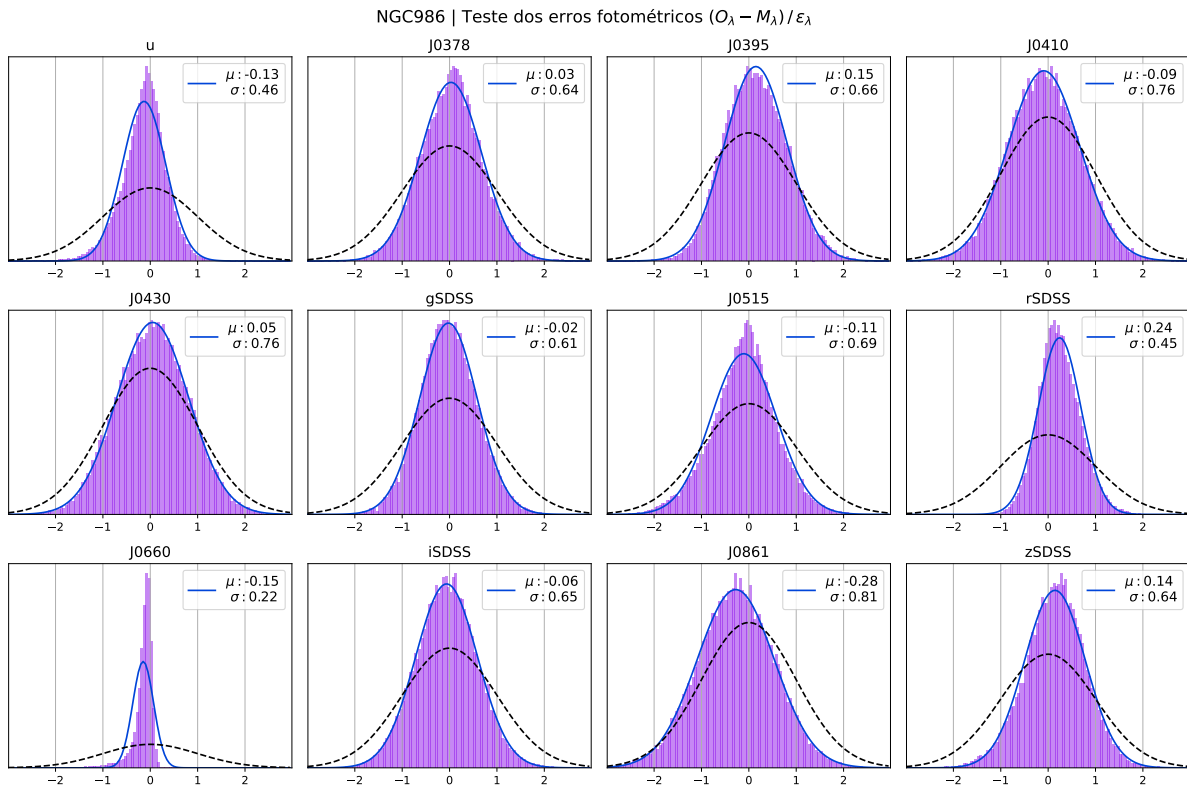 NGC986 | Teste dos erros fotométricos (Oλ − Mλ) / ελ
u
μ : -0.13
σ : 0.46
−2 −1 0 1 2
J0378
μ : 0.03
σ : 0.64
−2 −1 0 1 2
J0395
μ : 0.15
σ : 0.66
−2 −1 0 1 2
J0410
μ : -0.09
σ : 0.76
−2 −1 0 1 2
J0430
μ : 0.05
σ : 0.76
−2 −1 0 1 2
gSDSS
μ : -0.02
σ : 0.61
−2 −1 0 1 2
J0515
μ : -0.11
σ : 0.69
−2 −1 0 1 2
rSDSS
μ : 0.24
σ : 0.45
−2 −1 0 1 2
J0660
μ : -0.15
σ : 0.22
−2 −1 0 1 2
iSDSS
μ : -0.06
σ : 0.65
−2 −1 0 1 2
J0861
μ : -0.28
σ : 0.81
−2 −1 0 1 2
zSDSS
μ : 0.14
σ : 0.64
−2 −1 0 1 2